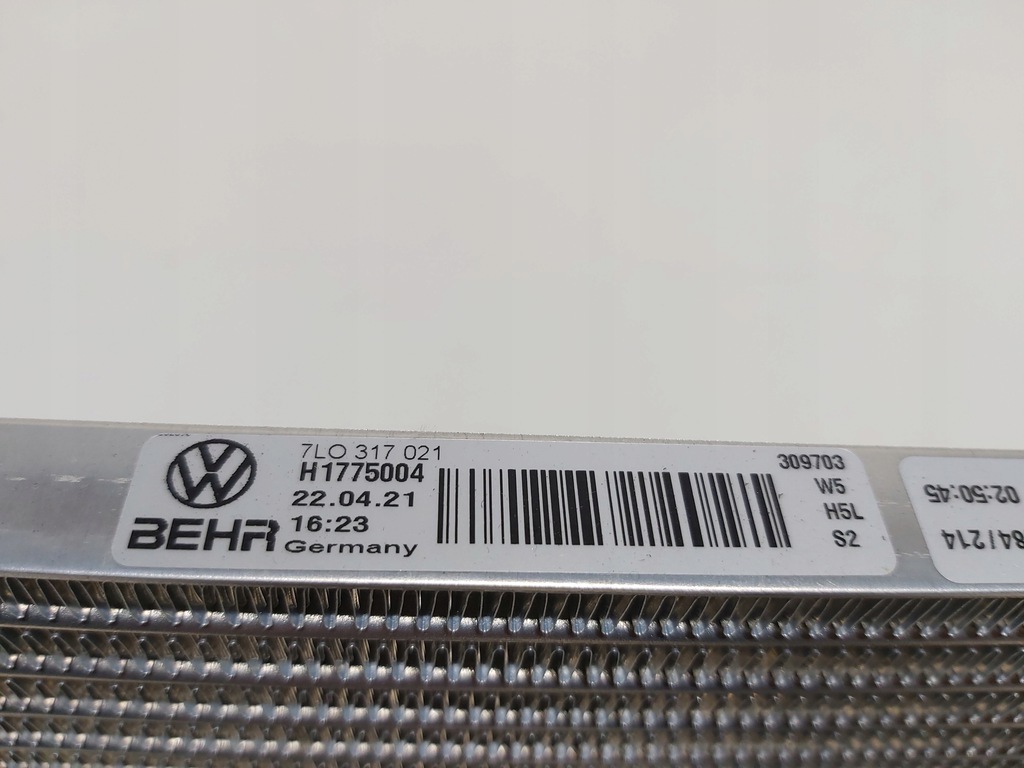 7LO 317 021
H1775004
22.04.21
16:23
BEHR Germany
309703
W5
H5L
S2
02:50:45
64/214